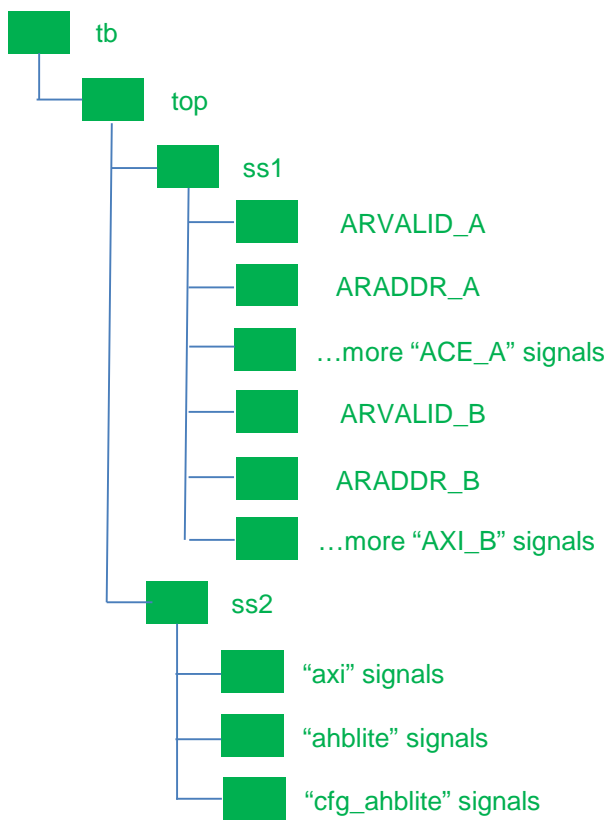 tb
top
ss1
ARVALID_A
ARADDR_A
…more “ACE_A” signals
ARVALID_B
ARADDR_B
…more “AXI_B” signals
ss2
“axi” signals
“ahblite” signals
“cfg_ahblite” signals